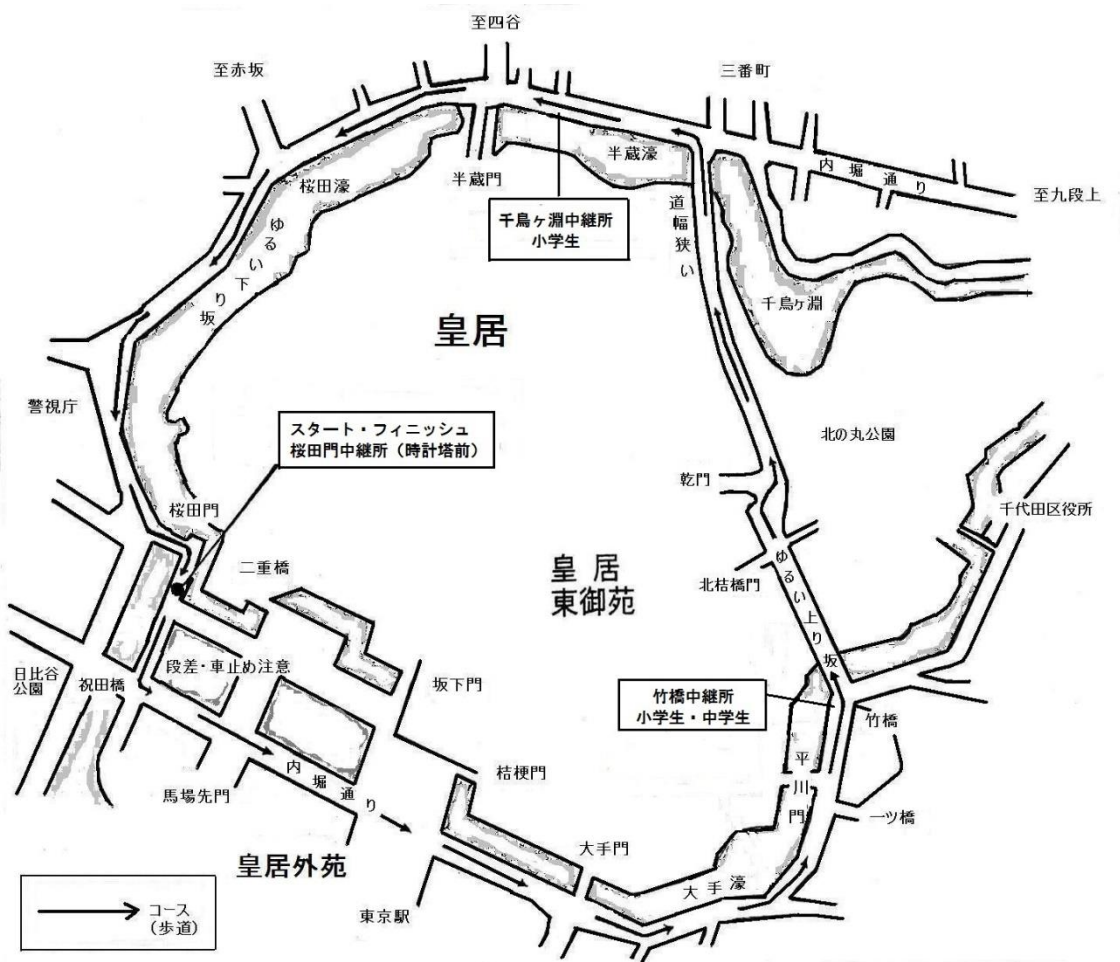 至四谷
至赤坂
三番町
内堀通り
至九段上
桜田濠
半蔵門
半蔵濠
千鳥ヶ淵中継所
小学生
道幅狭い
千鳥ヶ淵
ゆるい下り坂
皇居
警視庁
スタート・フィニッシュ
桜田門中継所（時計塔前）
北の丸公園
乾門
千代田区役所
桜田門
二重橋
皇 居
東御苑
北桔橋門
ゆるい上り坂
日比谷
公園
祝田橋
段差・車止め注意
坂下門
竹橋中継所
小学生・中学生
竹橋
平川門
一ツ橋
馬場先門
内堀通り
桔梗門
大手門
大手濠
皇居外苑
東京駅
コース
（歩道）